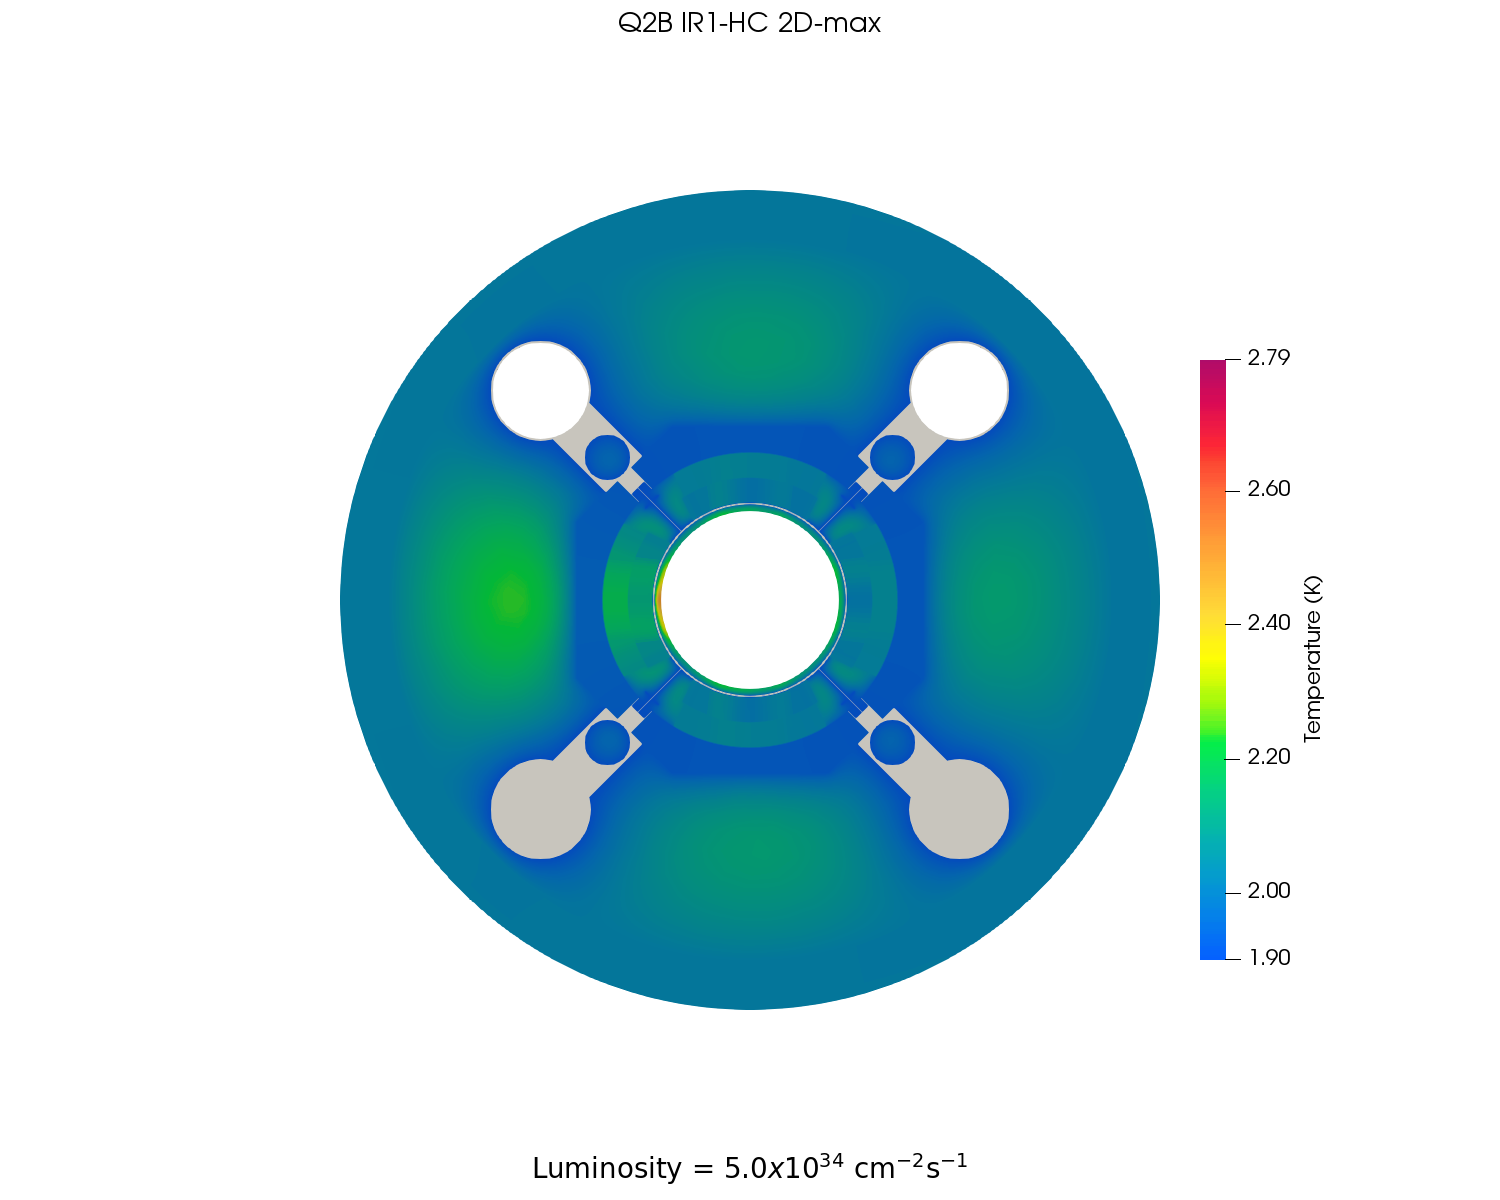 Q2B IR1-HC 2D-max
2.79
2.60
2.40
2.20
2.00
1.90
Temperature (K)
Luminosity = 5.0x10³⁴ cm⁻²s⁻¹